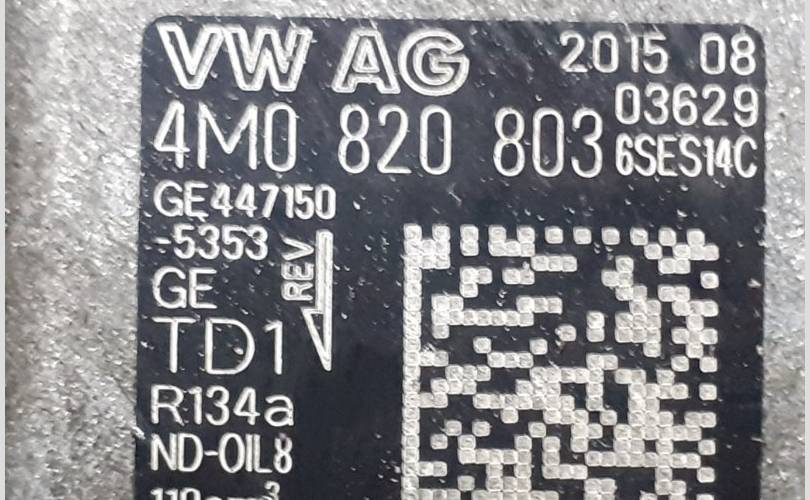 VW AG 2015 08
03629
4M0 820 803 6SES14C
GE447150
-5353
REV
GE
TD1
R134a
ND-OIL8